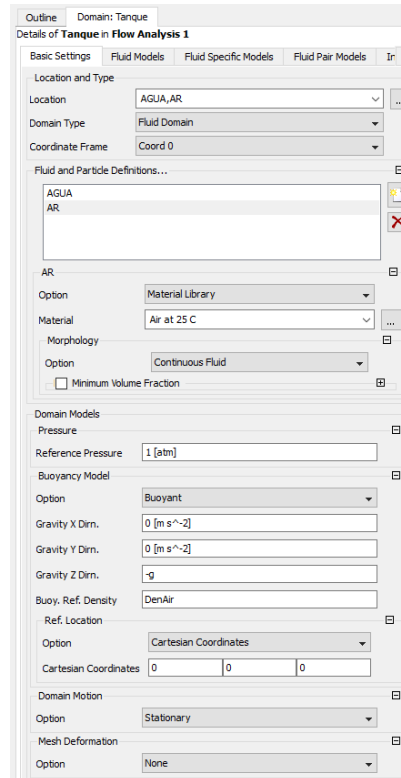 Outline Domain: Tanque
Details of Tanque in Flow Analysis 1
Basic Settings Fluid Models Fluid Specific Models Fluid Pair Models In
Location and Type
Location AGUA,AR ...
Domain Type Fluid Domain
Coordinate Frame Coord 0
Fluid and Particle Definitions...
AGUA
AR
AR
Option Material Library
Material Air at 25 C ...
Morphology
Option Continuous Fluid
Minimum Volume Fraction
Domain Models
Pressure
Reference Pressure 1 [atm]
Buoyancy Model
Option Buoyant
Gravity X Dirn. 0 [m s^-2]
Gravity Y Dirn. 0 [m s^-2]
Gravity Z Dirn. -g
Buoy. Ref. Density DenAir
Ref. Location
Option Cartesian Coordinates
Cartesian Coordinates 0 0 0
Domain Motion
Option Stationary
Mesh Deformation
Option None